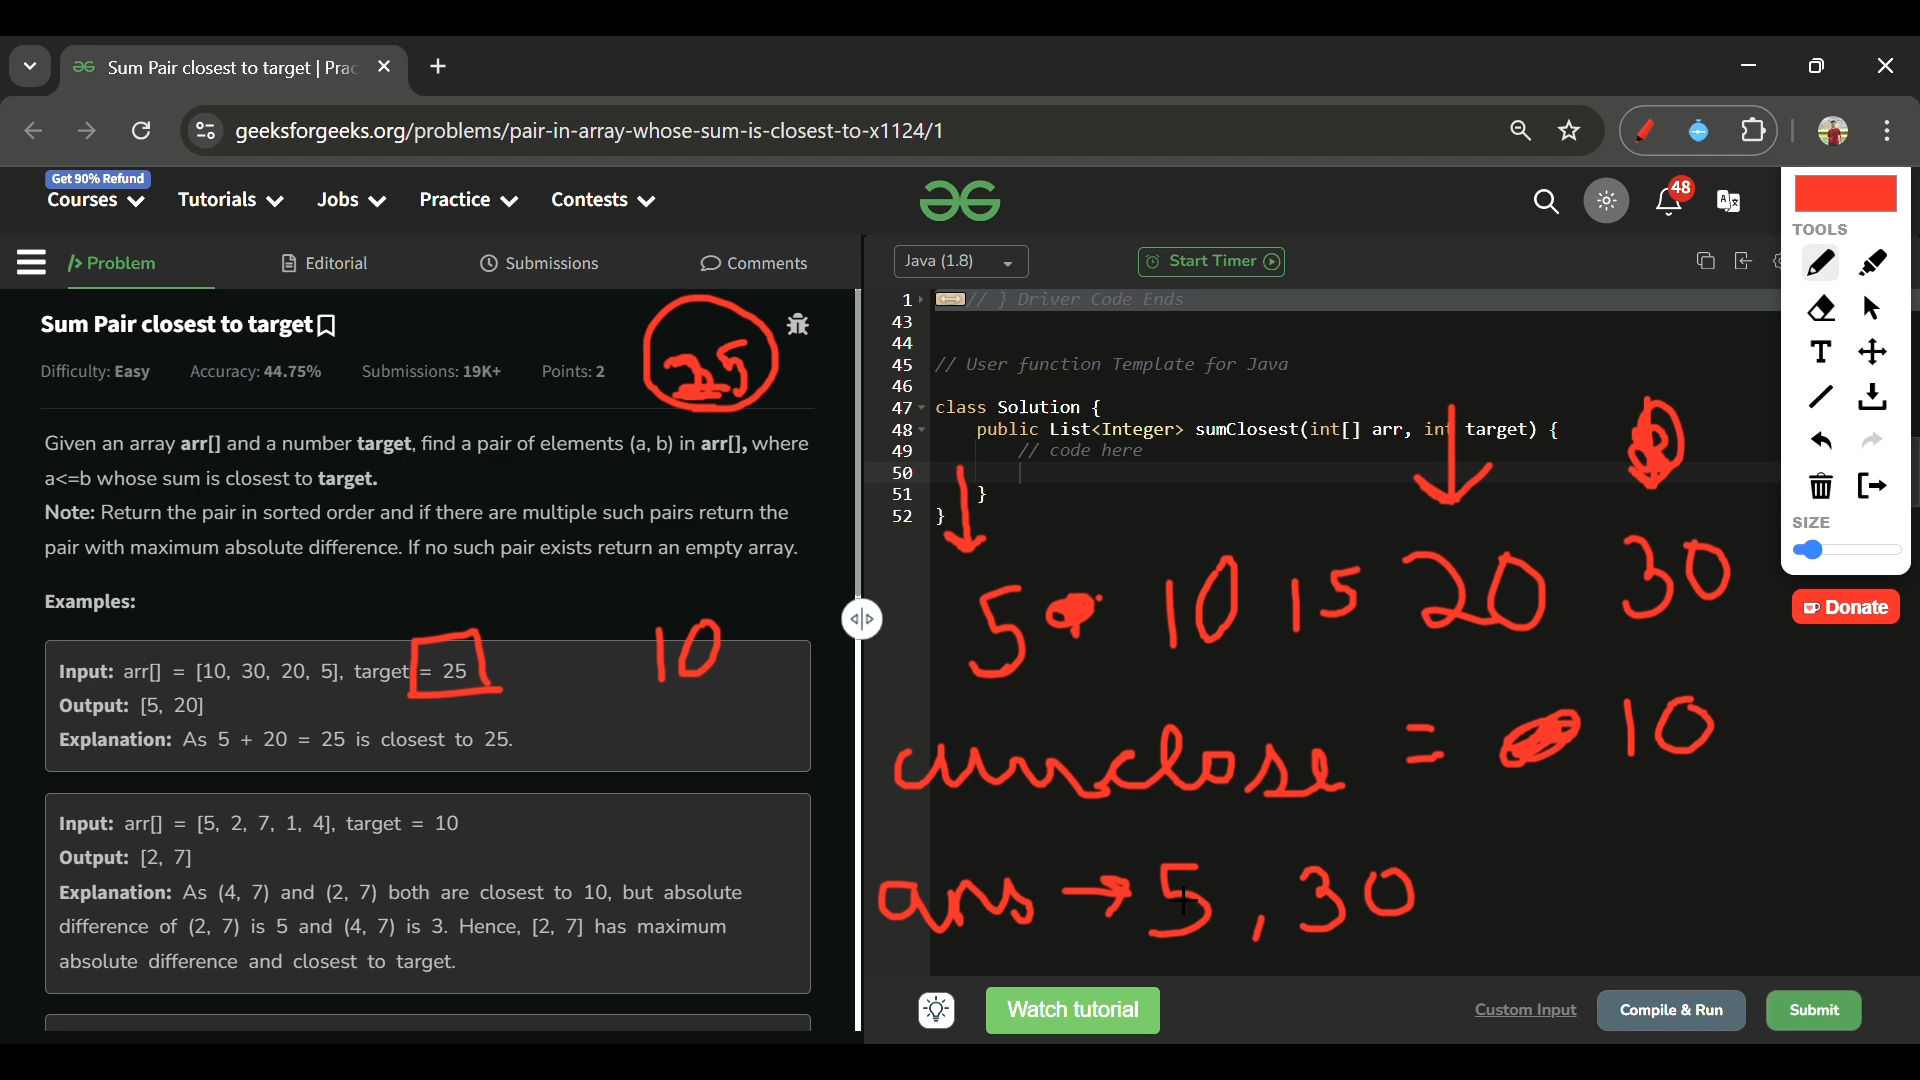 Sum Pair closest to target | Prac
geeksforgeeks.org/problems/pair-in-array-whose-sum-is-closest-to-x1124/1
Get 90% Refund
Courses Tutorials Jobs Practice Contests
48
TOOLS
SIZE
Donate
Problem Editorial Submissions Comments
Java (1.8) Start Timer
Sum Pair closest to target
Difficulty: Easy Accuracy: 44.75% Submissions: 19K+ Points: 2
Given an array arr[] and a number target, find a pair of elements (a, b) in arr[], where
a<=b whose sum is closest to target.
Note: Return the pair in sorted order and if there are multiple such pairs return the
pair with maximum absolute difference. If no such pair exists return an empty array.
Examples:
Input: arr[] = [10, 30, 20, 5], target = 25
10
Output: [5, 20]
Explanation: As 5 + 20 = 25 is closest to 25.
Input: arr[] = [5, 2, 7, 1, 4], target = 10
Output: [2, 7]
Explanation: As (4, 7) and (2, 7) both are closest to 10, but absolute
difference of (2, 7) is 5 and (4, 7) is 3. Hence, [2, 7] has maximum
absolute difference and closest to target.
1 // } Driver Code Ends
43
44
45 // User function Template for Java
46
47 class Solution {
48 public List<Integer> sumClosest(int[] arr, int target) {
49 // code here
50
51 }
52 }
5 10 15 20 30
= 10
ans → 5, 30
Watch tutorial
Custom Input Compile & Run Submit